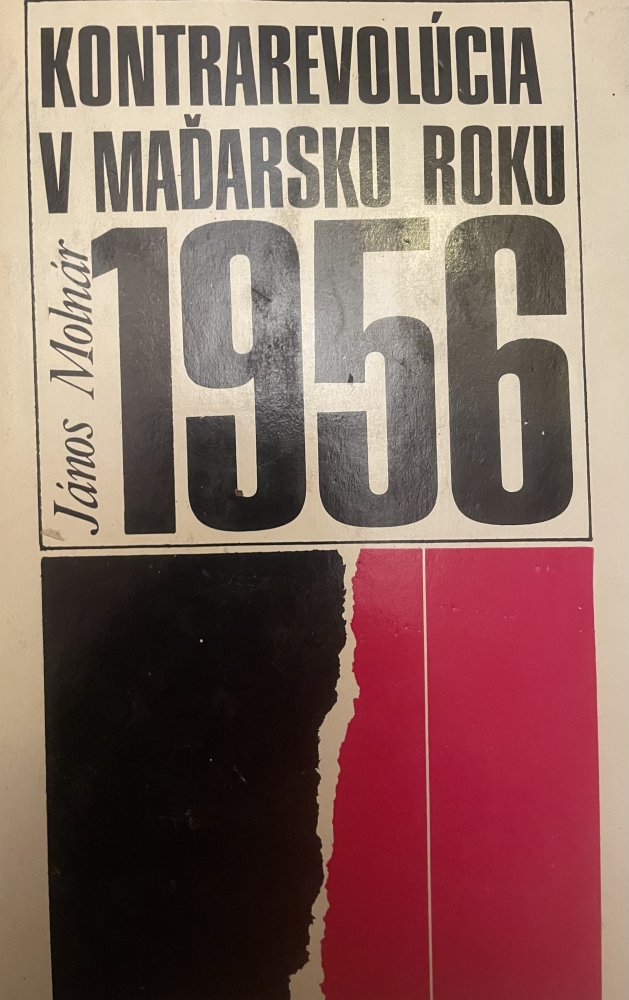 KONTRAREVOLÚCIA
V MAĎARSKU ROKU
1956
János Molnár